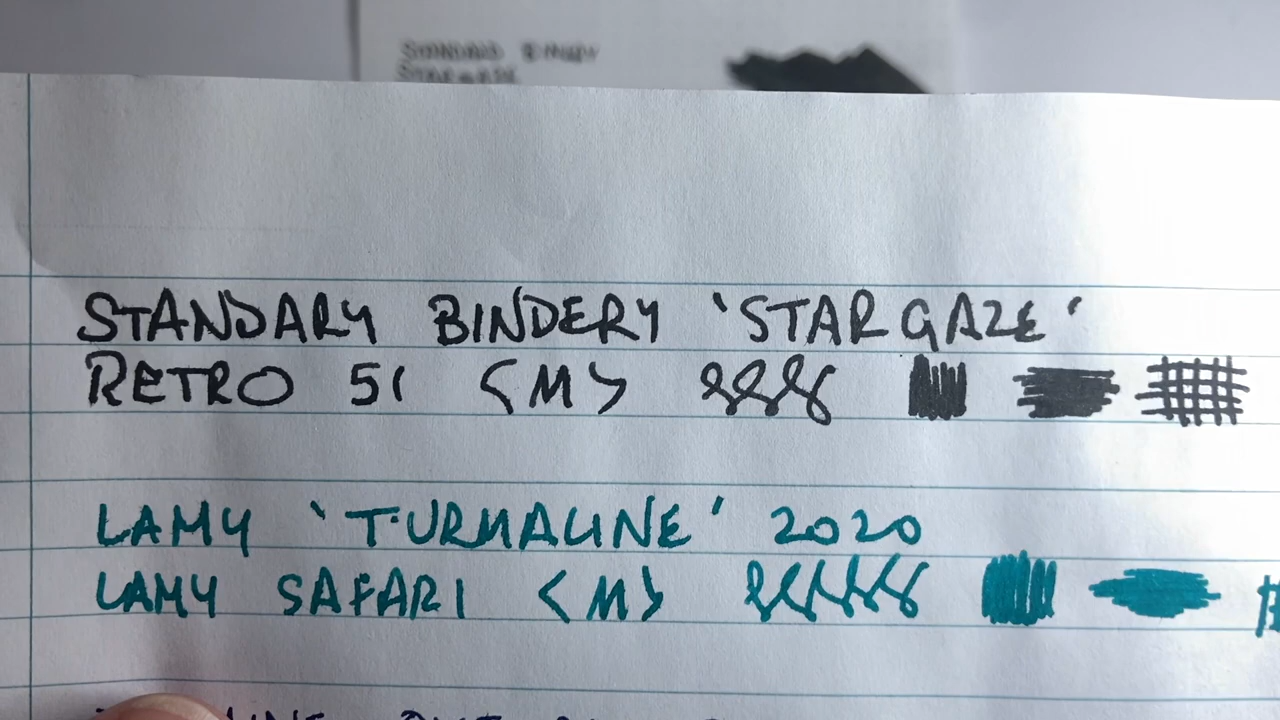 STANDARY BINDERY 'STARGAZE'
RETRO 51 <M>
LAMY 'TURMALINE' 2020
LAMY SAFARI <M>